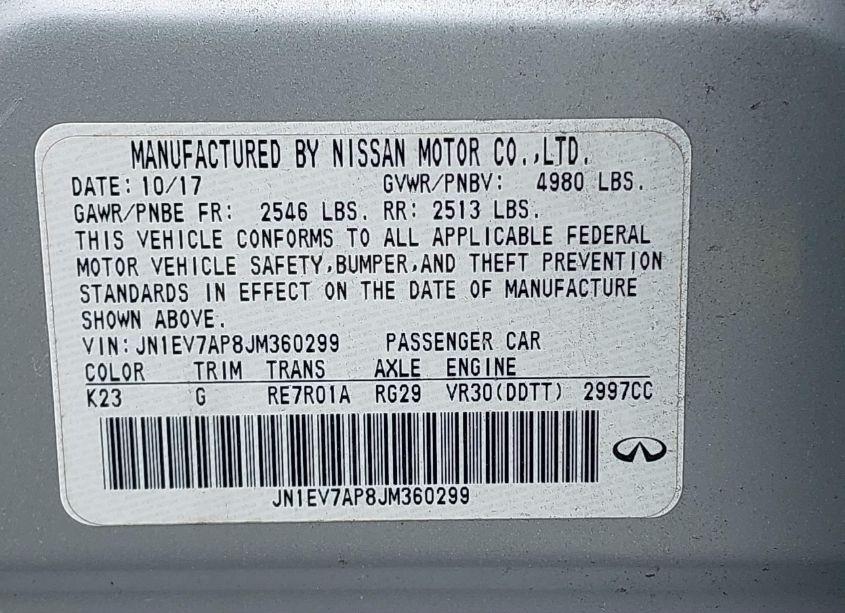 MANUFACTURED BY NISSAN MOTOR CO.,LTD.
DATE: 10/17 GVWR/PNBV: 4980 LBS.
GAWR/PNBE FR: 2546 LBS. RR: 2513 LBS.
THIS VEHICLE CONFORMS TO ALL APPLICABLE FEDERAL
MOTOR VEHICLE SAFETY,BUMPER,AND THEFT PREVENTION
STANDARDS IN EFFECT ON THE DATE OF MANUFACTURE
SHOWN ABOVE.
VIN:JN1EV7AP8JM360299 PASSENGER CAR
COLOR TRIM TRANS AXLE ENGINE
K23 G RE7R01A RG29 VR30(DDTT) 2997CC
JN1EV7AP8JM360299